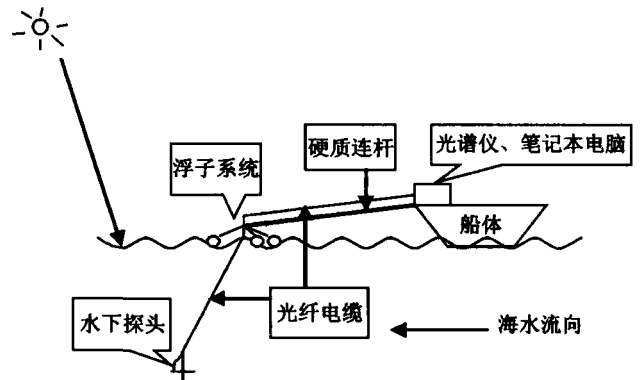 硬质连杆
光谱仪、笔记本电脑
浮子系统
船体
水下探头
光纤电缆
海水流向